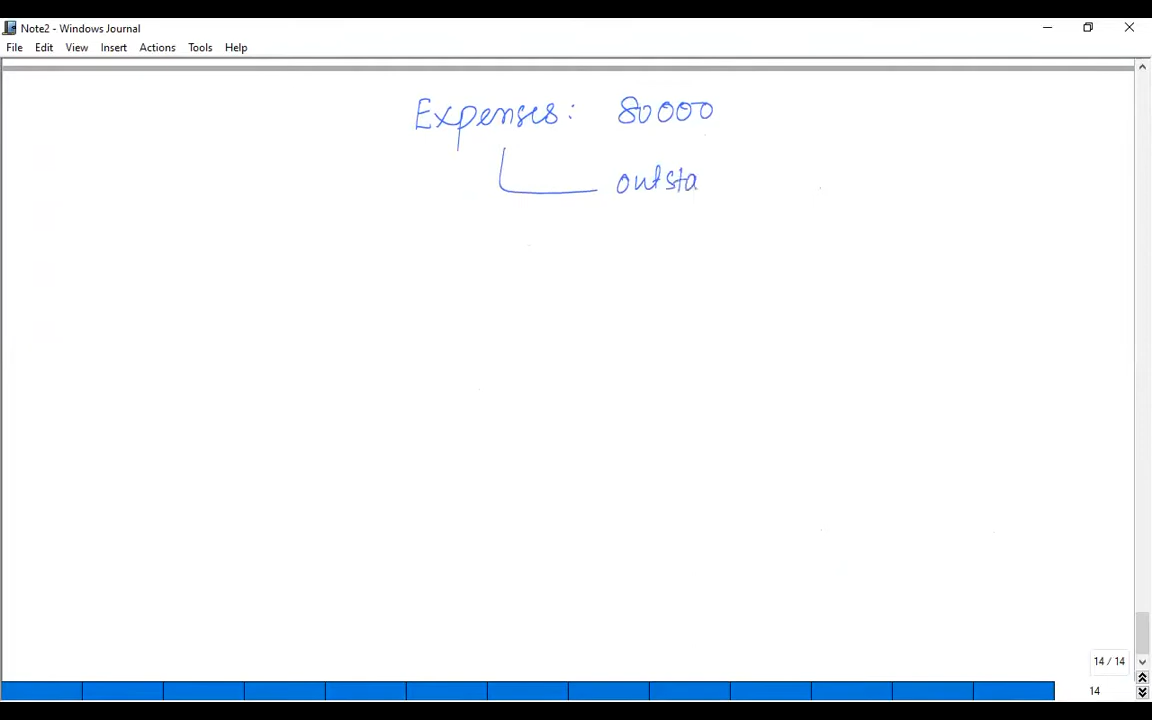 Note2 - Windows Journal
File Edit View Insert Actions Tools Help
Expenses: 80000
outsta
14 / 14
14